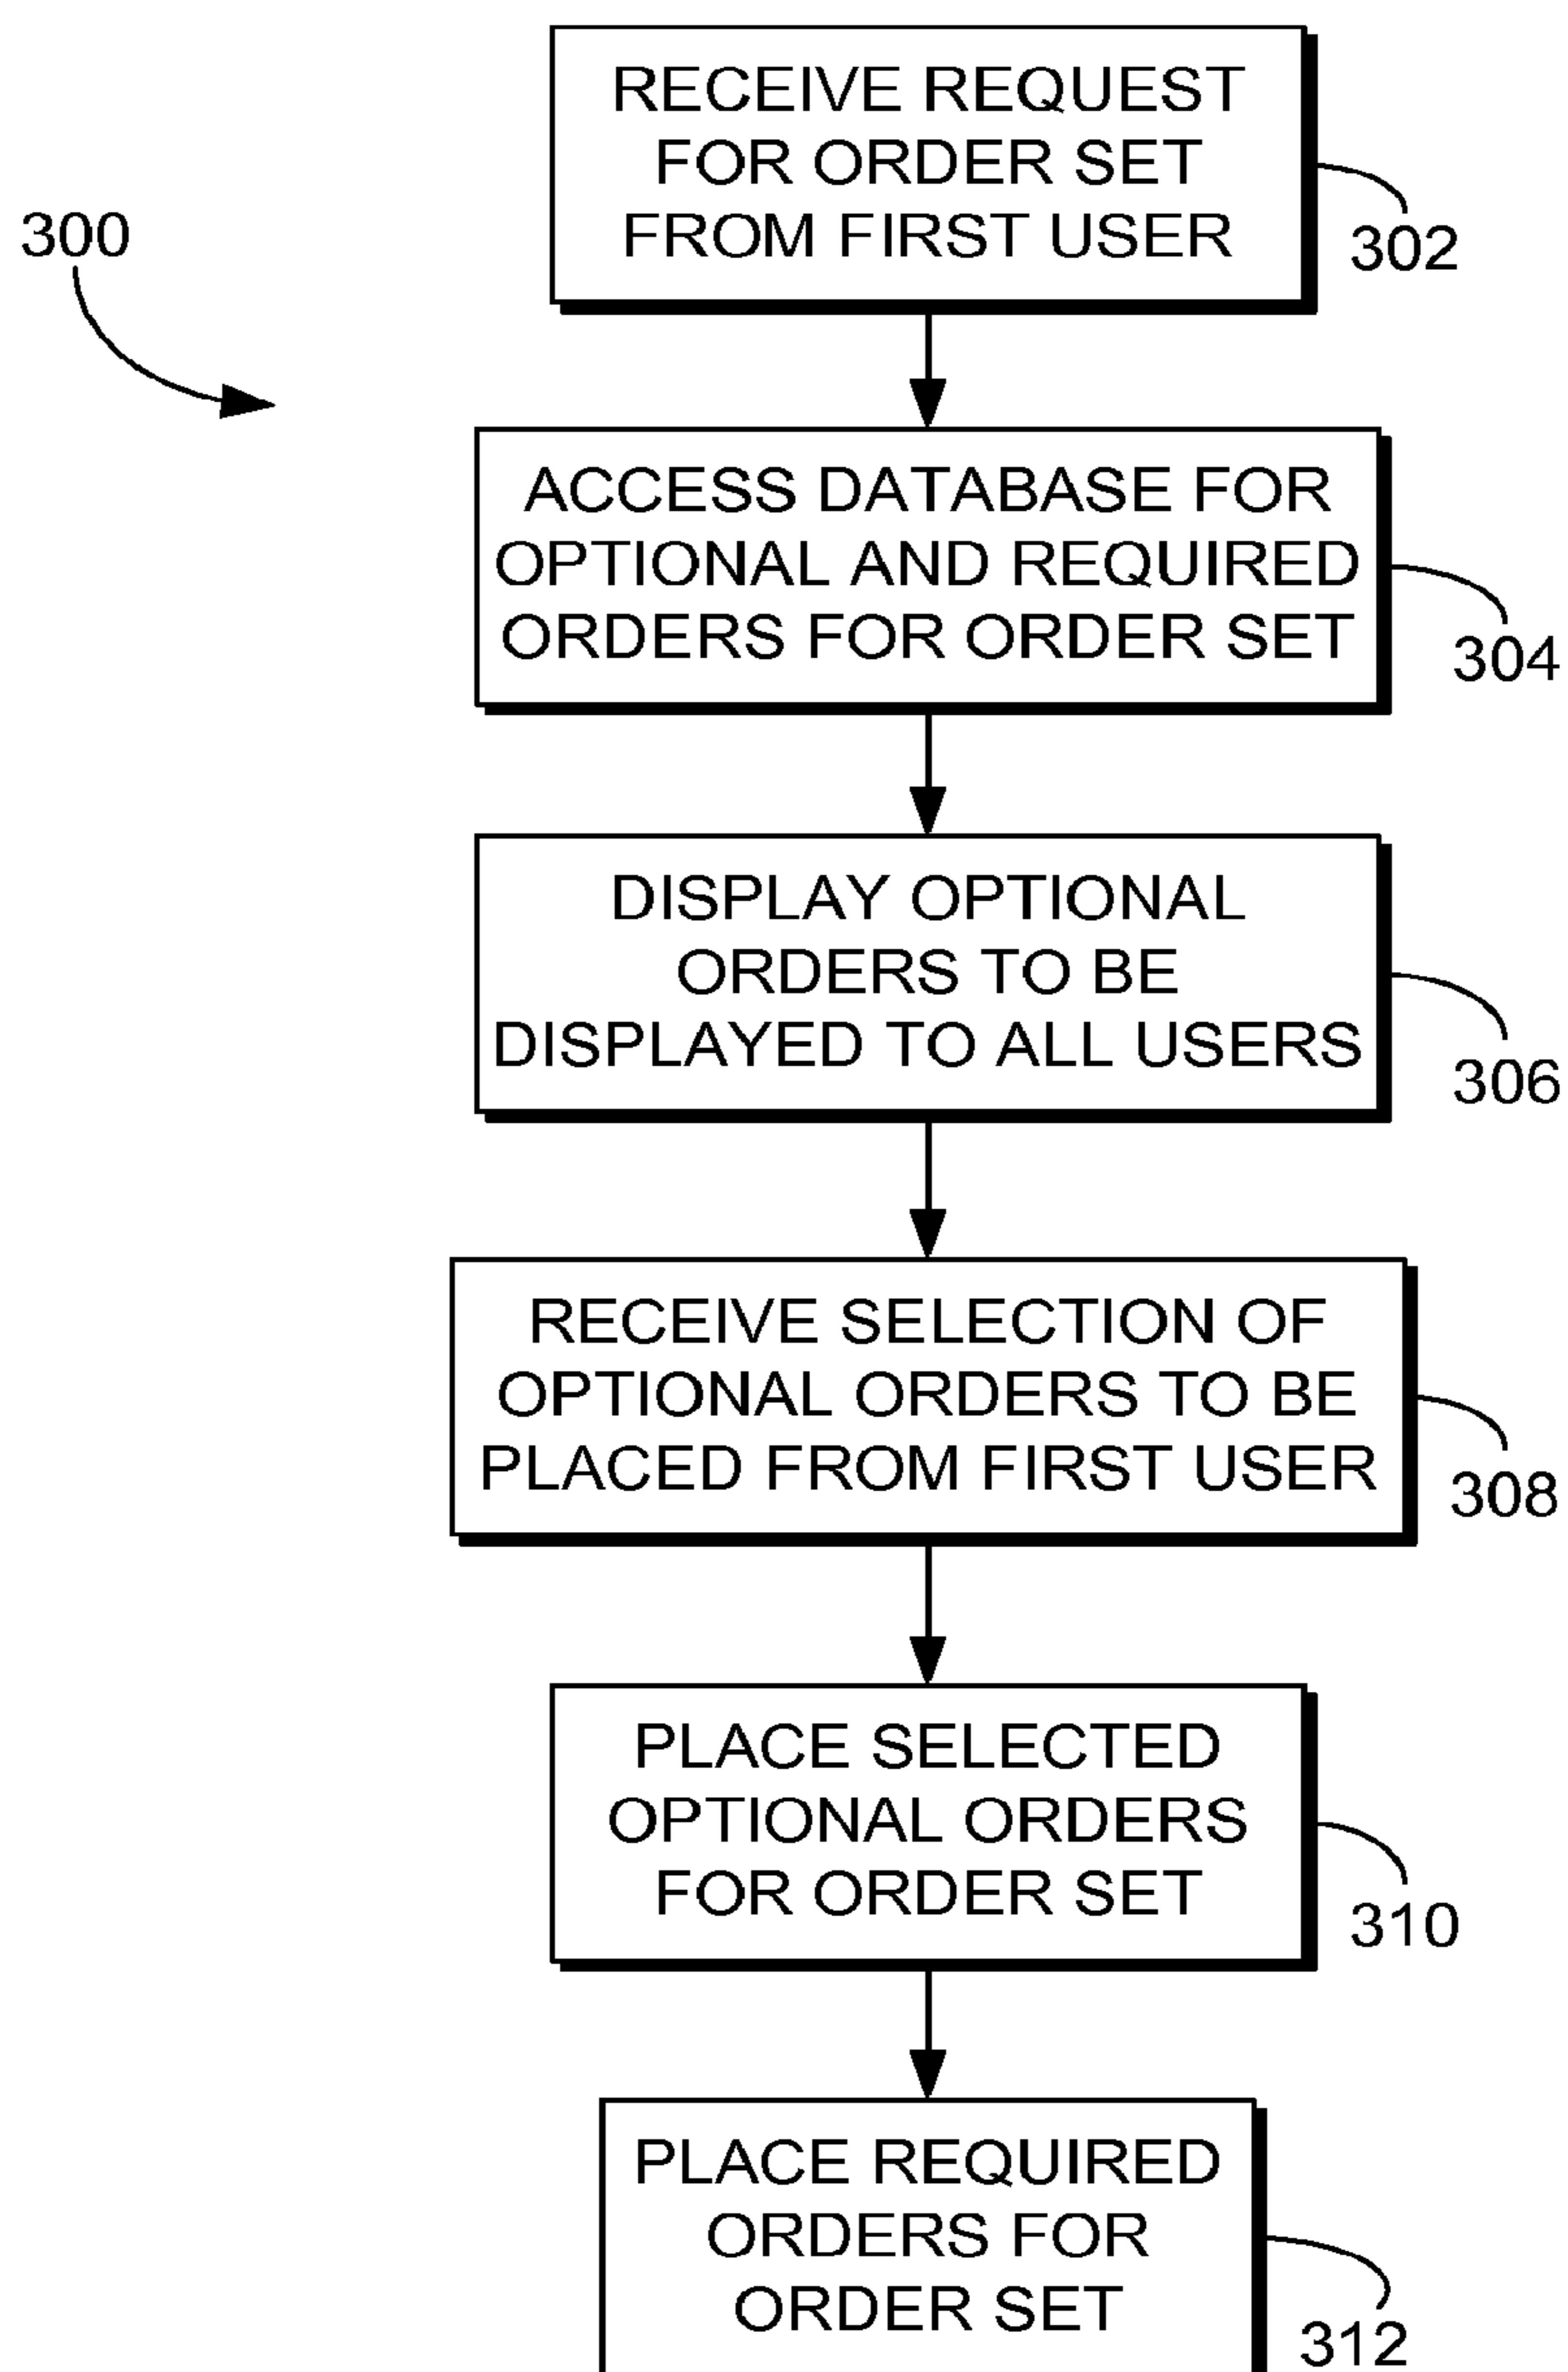 RECEIVE REQUEST
FOR ORDER SET
FROM FIRST USER
300
302
ACCESS DATABASE FOR
OPTIONAL AND REQUIRED
ORDERS FOR ORDER SET
304
DISPLAY OPTIONAL
ORDERS TO BE
DISPLAYED TO ALL USERS
306
RECEIVE SELECTION OF
OPTIONAL ORDERS TO BE
PLACED FROM FIRST USER
308
PLACE SELECTED
OPTIONAL ORDERS
FOR ORDER SET
310
PLACE REQUIRED
ORDERS FOR
ORDER SET
312